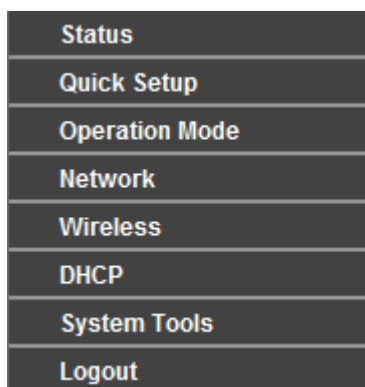 Status
Quick Setup
Operation Mode
Network
Wireless
DHCP
System Tools
Logout